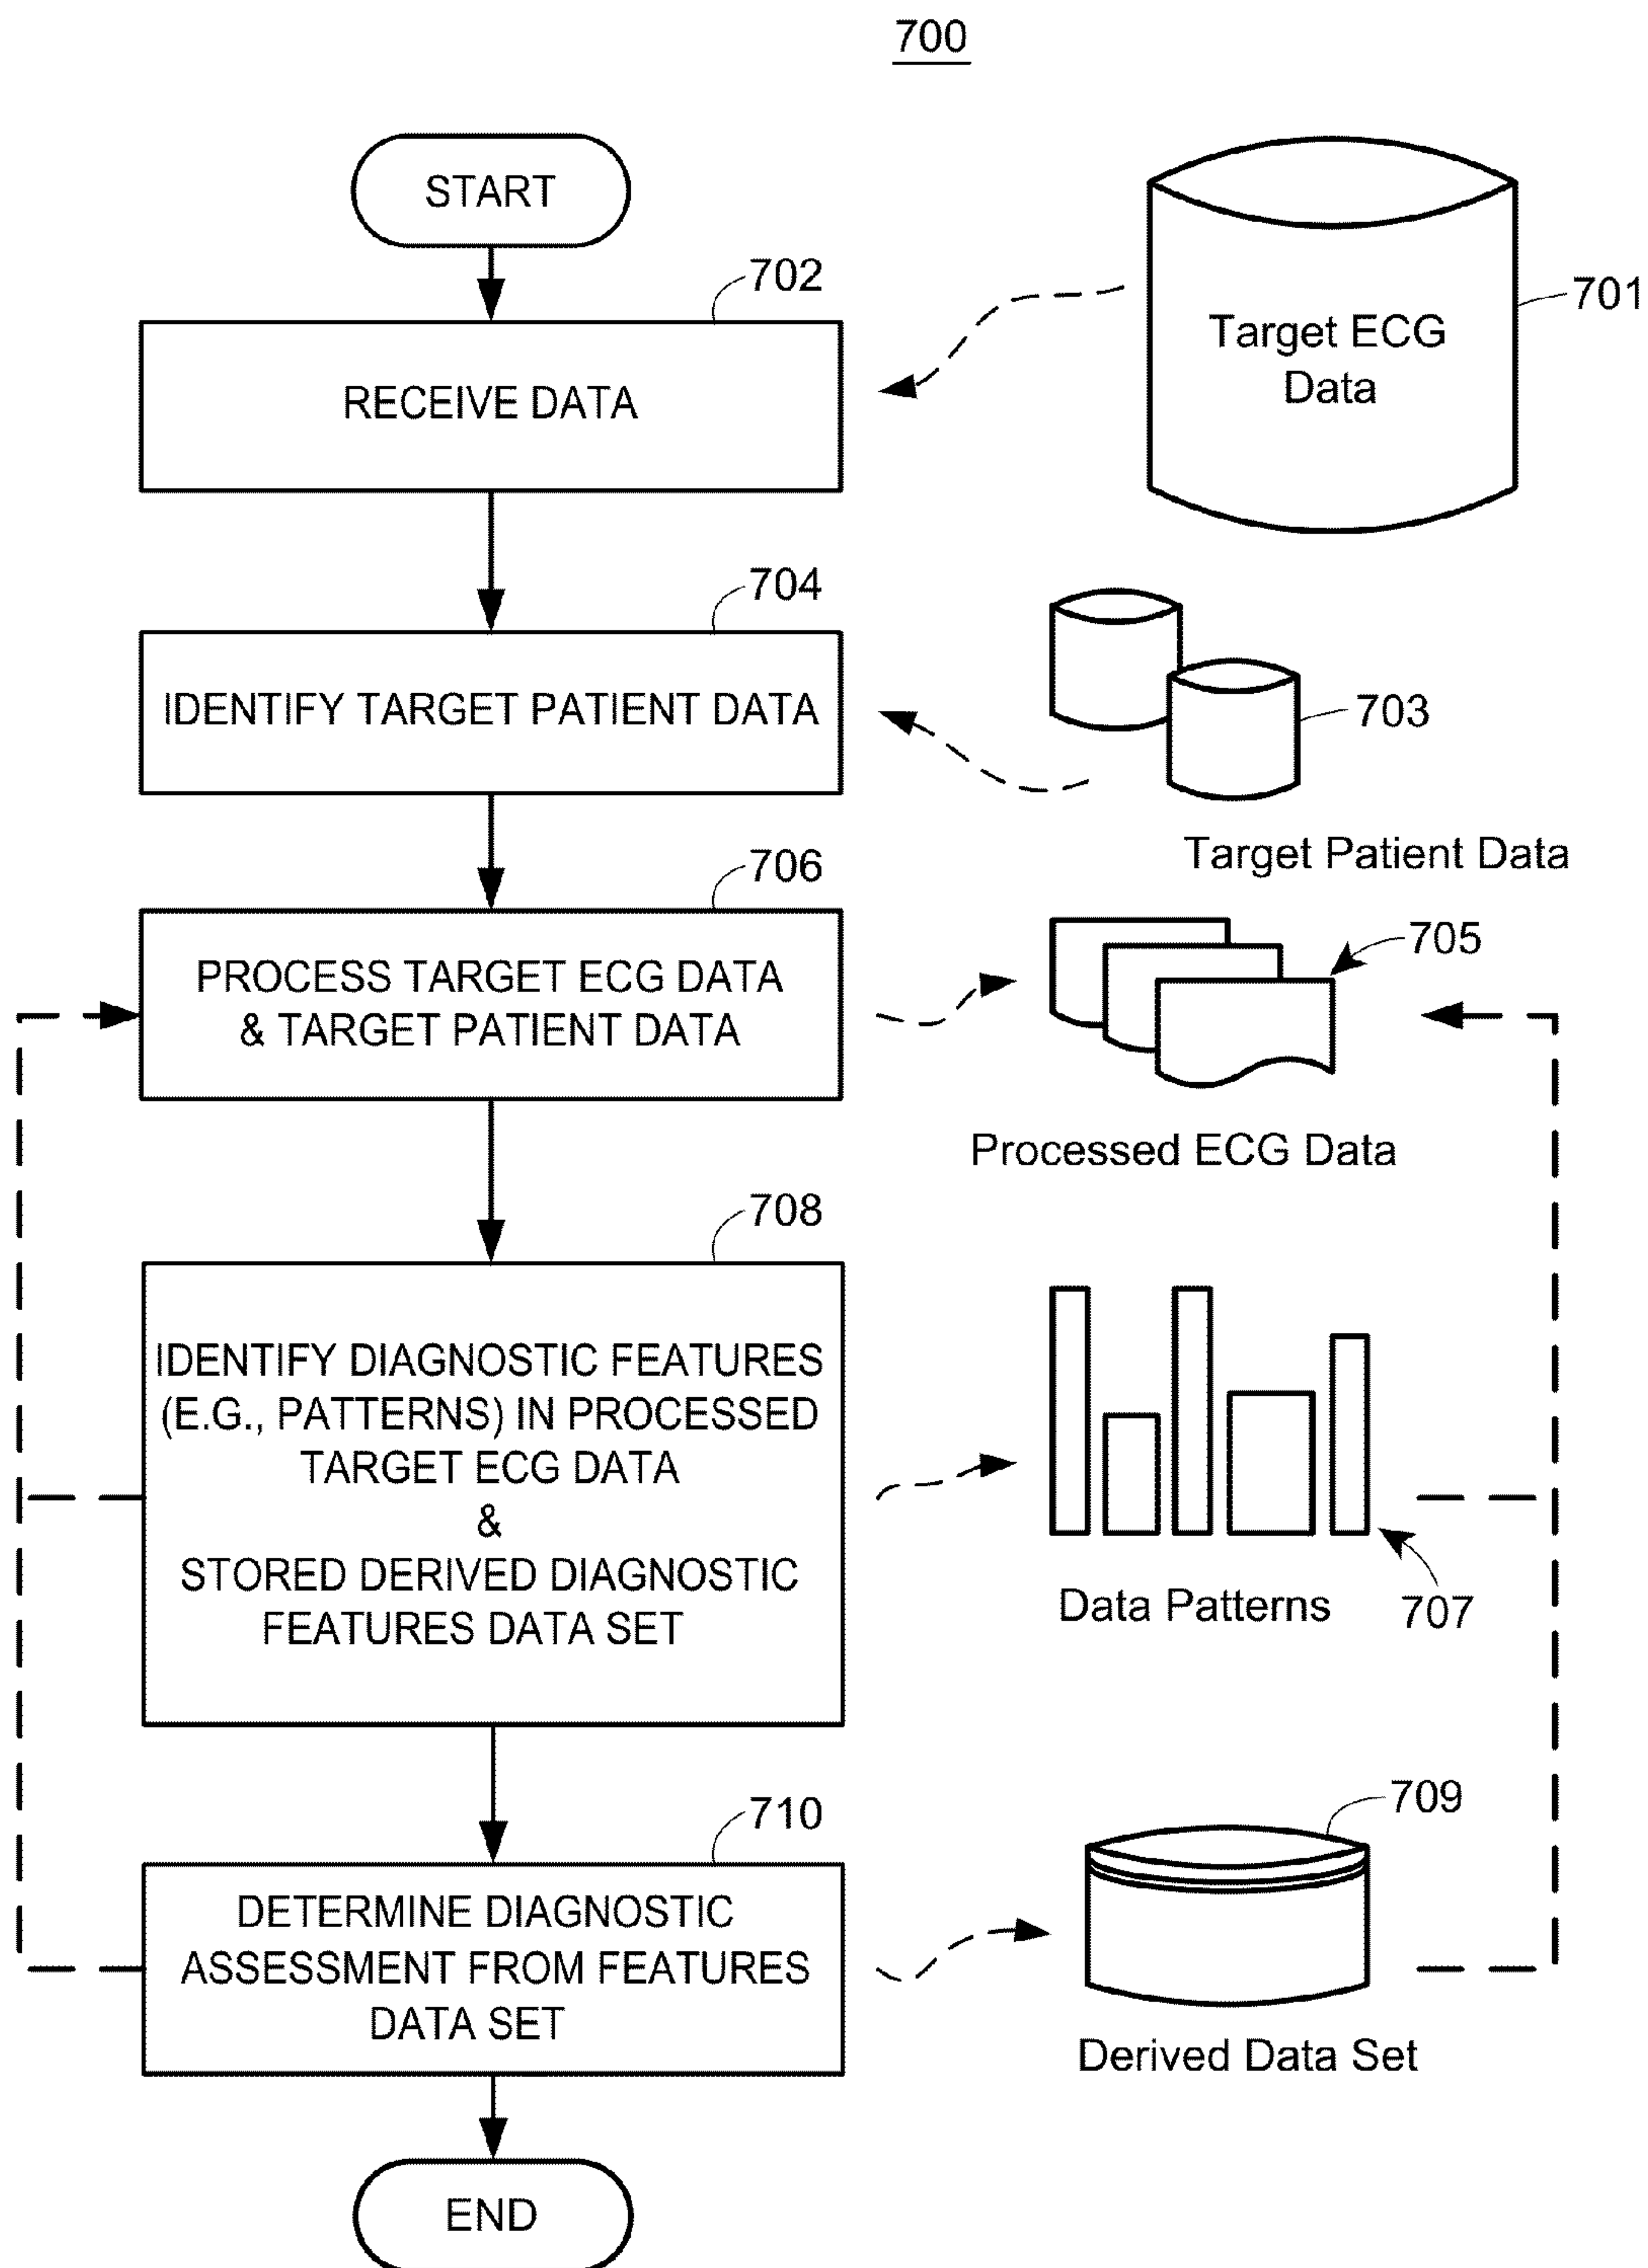 700
START
702
RECEIVE DATA
Target ECG
Data
701
704
IDENTIFY TARGET PATIENT DATA
703
Target Patient Data
706
PROCESS TARGET ECG DATA
& TARGET PATIENT DATA
705
Processed ECG Data
708
IDENTIFY DIAGNOSTIC FEATURES
(E.G., PATTERNS) IN PROCESSED
TARGET ECG DATA
&
STORED DERIVED DIAGNOSTIC
FEATURES DATA SET
Data Patterns
707
710
DETERMINE DIAGNOSTIC
ASSESSMENT FROM FEATURES
DATA SET
709
Derived Data Set
END